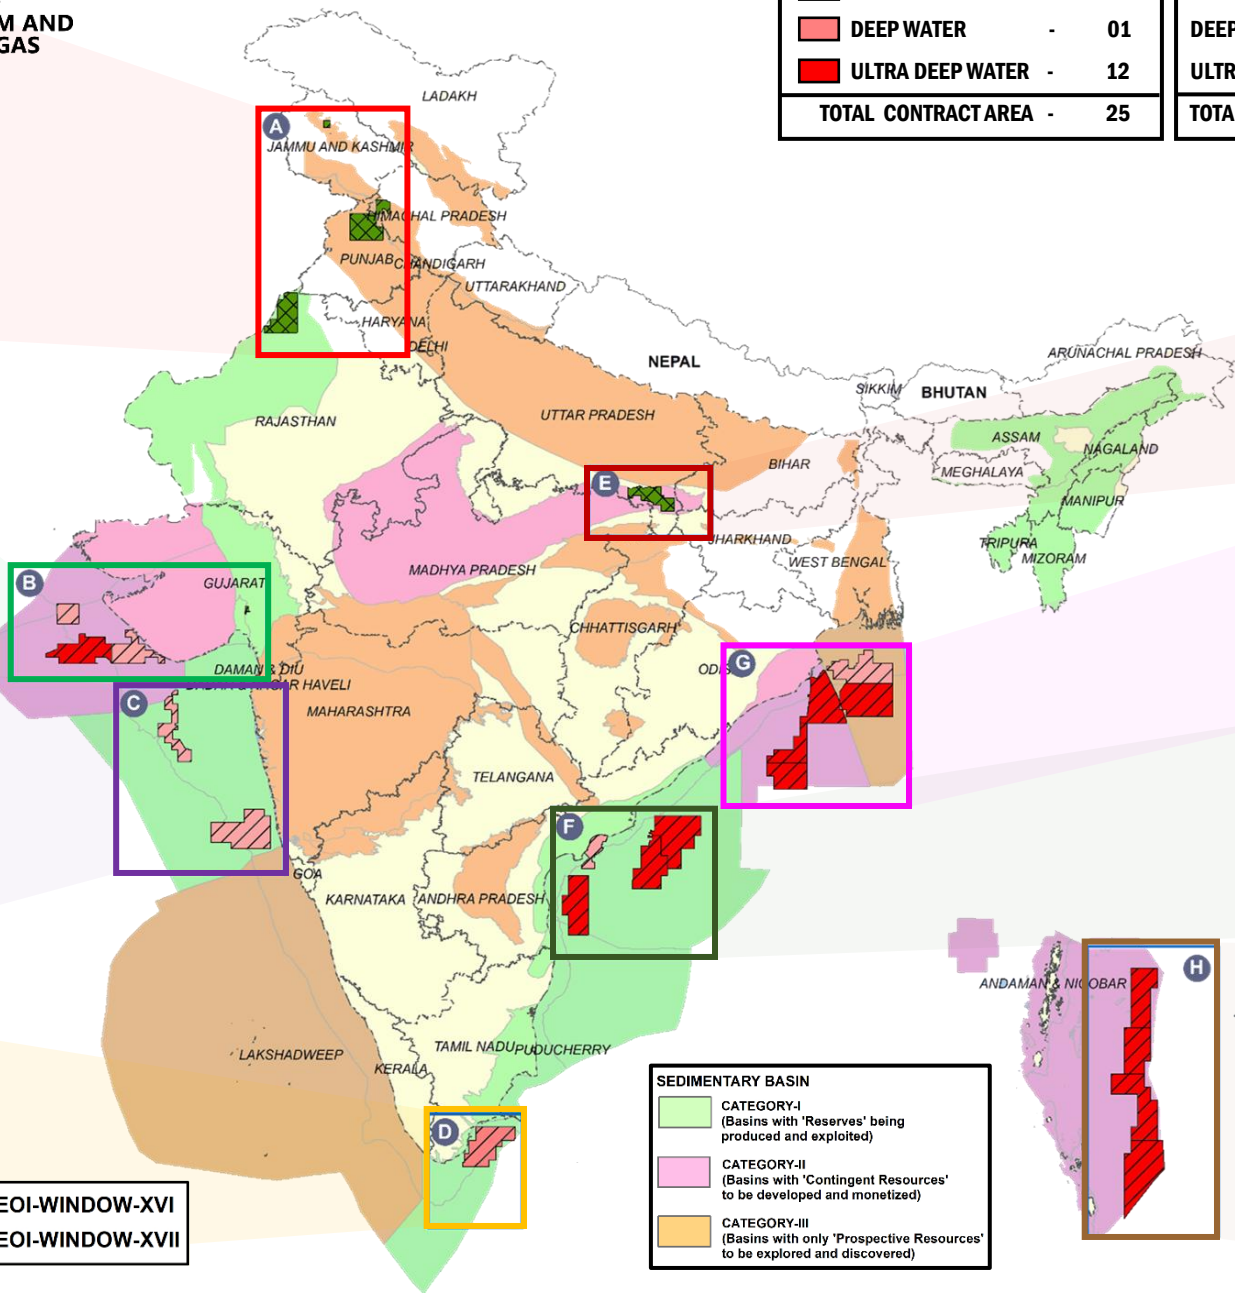 M AND
GAS
DEEP WATER - 01
ULTRA DEEP WATER - 12
TOTAL CONTRACT AREA - 25
DEEP
ULTR
TOTA
LADAKH
A
JAMMU AND KASHMIR
HIMACHAL PRADESH
PUNJAB
CHANDIGARH
UTTARAKHAND
HARYANA
DELHI
NEPAL
ARUNACHAL PRADESH
SIKKIM
BHUTAN
RAJASTHAN
UTTAR PRADESH
ASSAM
NAGALAND
BIHAR
MEGHALAYA
E
MANIPUR
JHARKHAND
TRIPURA
MIZORAM
WEST BENGAL
MADHYA PRADESH
B
GUJARAT
CHHATTISGARH
G
DAMAN & DIU
DADRA & NAGAR HAVELI
C
MAHARASHTRA
TELANGANA
F
GOA
KARNATAKA
ANDHRA PRADESH
H
ANDAMAN & NICOBAR
LAKSHADWEEP
TAMIL NADU
PUDUCHERRY
KERALA
D
SEDIMENTARY BASIN
CATEGORY-I
(Basins with 'Reserves' being
produced and exploited)
CATEGORY-II
(Basins with 'Contingent Resources'
to be developed and monetized)
CATEGORY-III
(Basins with only 'Prospective Resources'
to be explored and discovered)
EOI-WINDOW-XVI
EOI-WINDOW-XVII